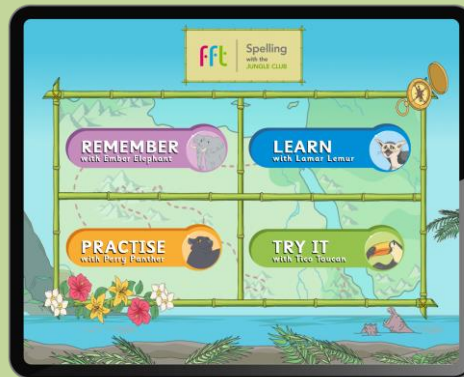 fft Spelling
with the
JUNGLE CLUB
REMEMBER
with Ember Elephant
LEARN
with Lamar Lemur
PRACTISE
with Perry Panther
TRY IT
with Tico Toucan